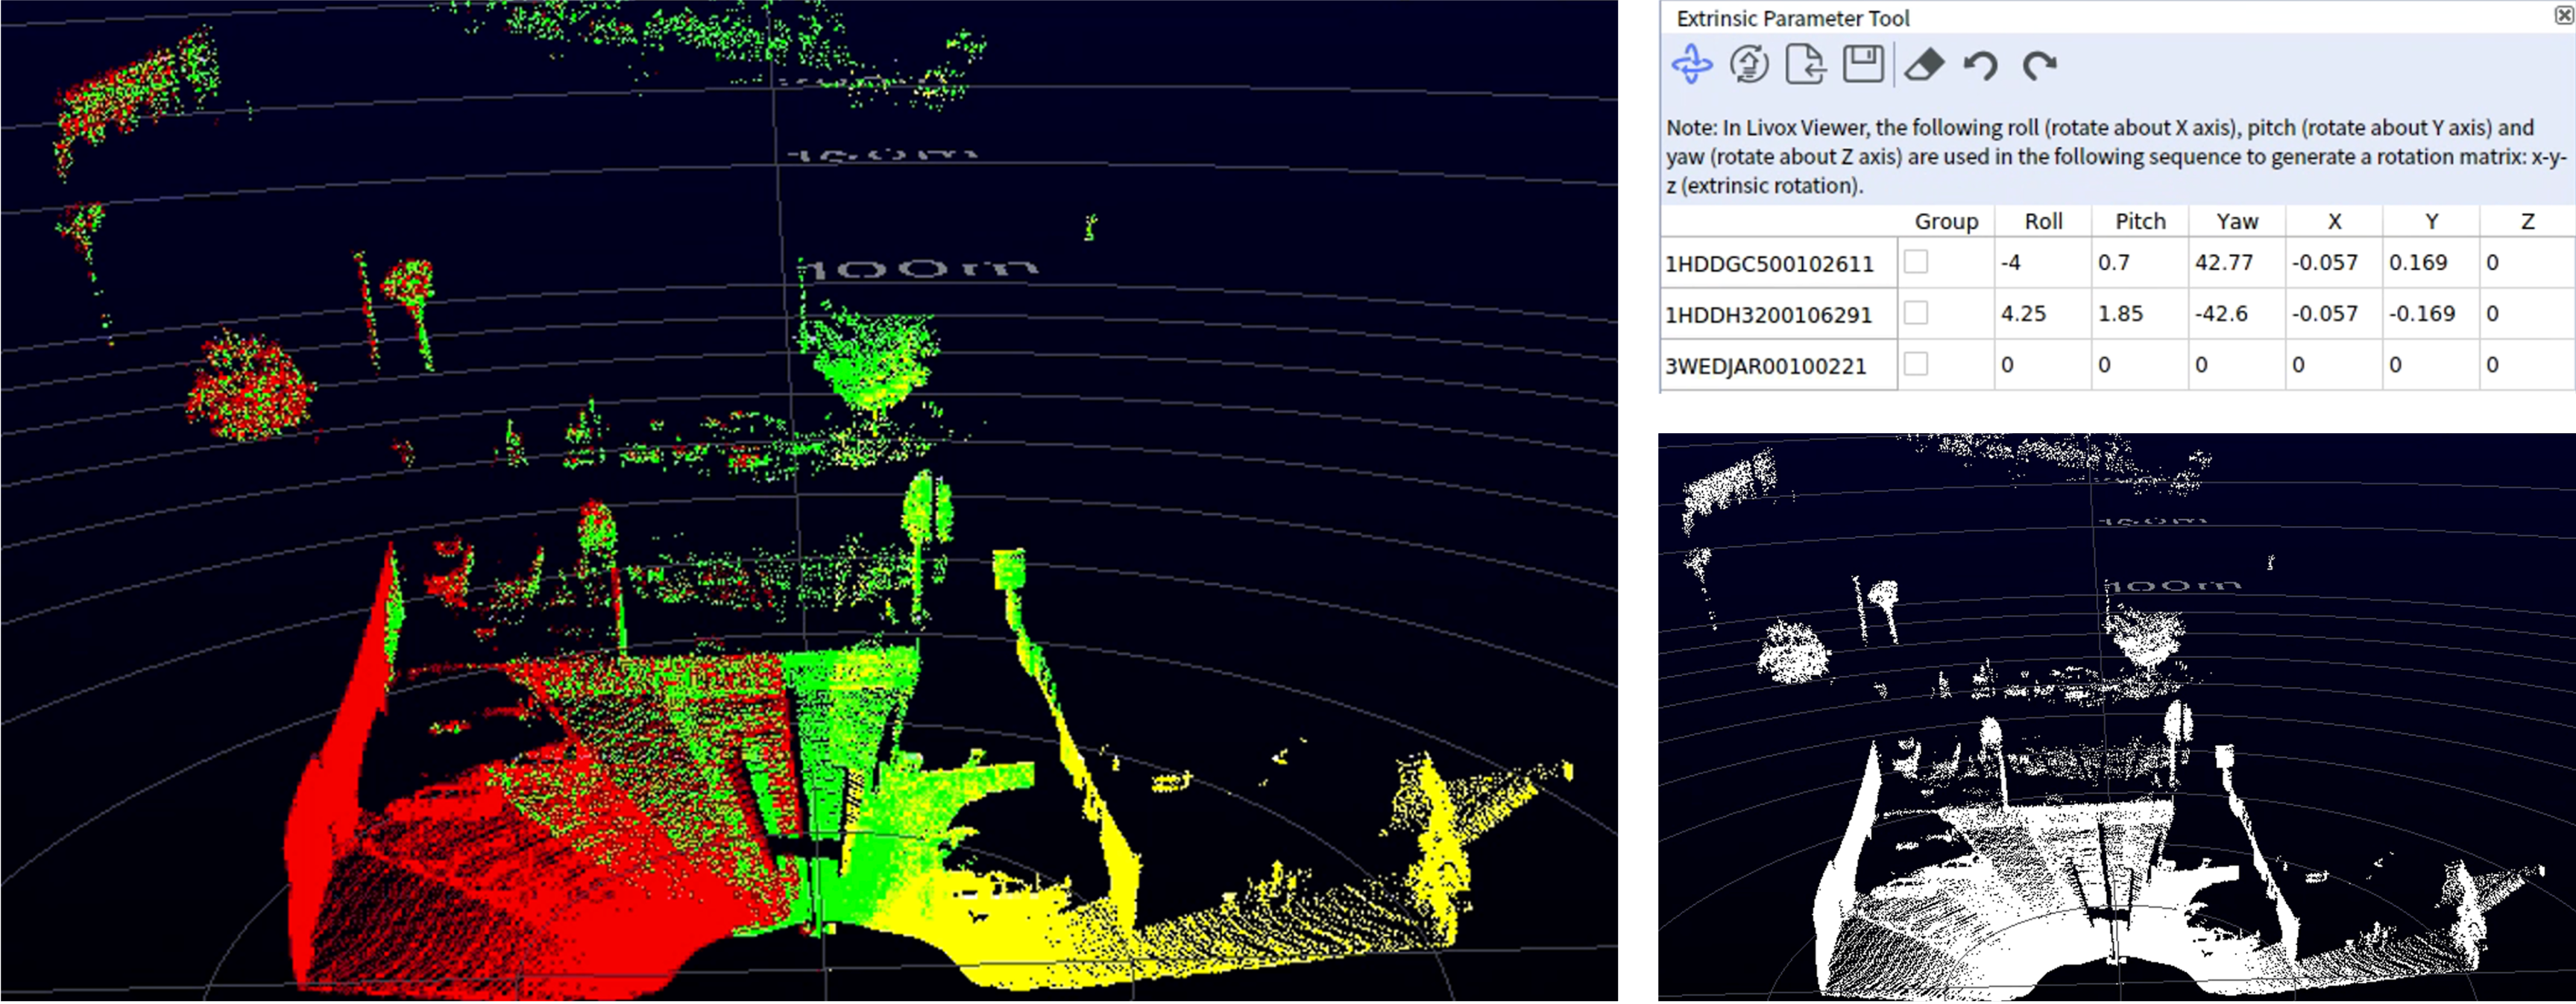 Extrinsic Parameter Tool
Note: In Livox Viewer, the following roll (rotate about X axis), pitch (rotate about Y axis) and
yaw (rotate about Z axis) are used in the following sequence to generate a rotation matrix: x-y-
z (extrinsic rotation).
Group Roll Pitch Yaw X Y Z
1HDDGC500102611 -4 0.7 42.77 -0.057 0.169 0
1HDDH3200106291 4.25 1.85 -42.6 -0.057 -0.169 0
3WEDJAR00100221 0 0 0 0 0 0
100m
100m